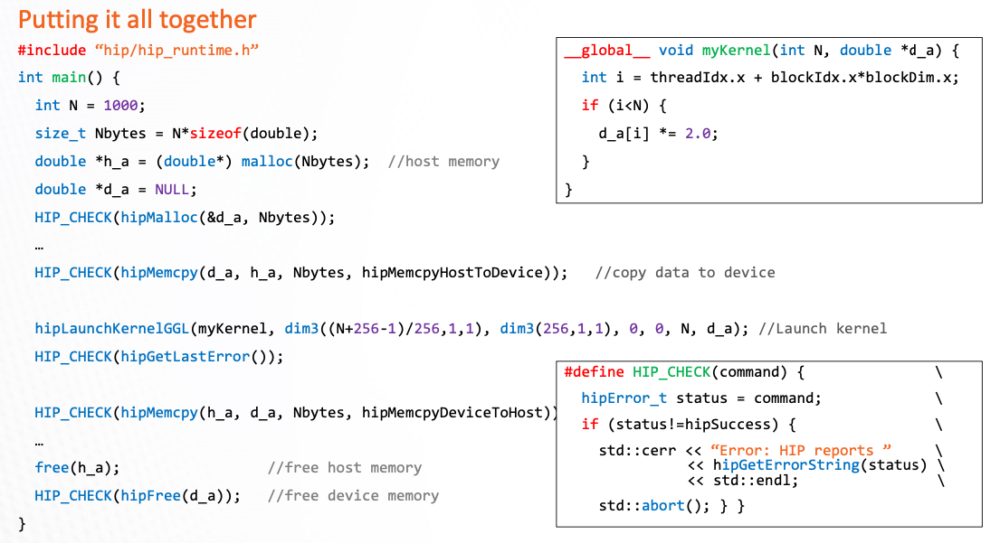 Putting it all together
#include “hip/hip_runtime.h”
int main() {
int N = 1000;
size_t Nbytes = N*sizeof(double);
double *h_a = (double*) malloc(Nbytes);  //host memory
double *d_a = NULL;
HIP_CHECK(hipMalloc(&d_a, Nbytes));
…
HIP_CHECK(hipMemcpy(d_a, h_a, Nbytes, hipMemcpyHostToDevice));   //copy data to device
hipLaunchKernelGGL(myKernel, dim3((N+256-1)/256,1,1), dim3(256,1,1), 0, 0, N, d_a); //Launch kernel
HIP_CHECK(hipGetLastError());
HIP_CHECK(hipMemcpy(h_a, d_a, Nbytes, hipMemcpyDeviceToHost))
…
free(h_a);                 //free host memory
HIP_CHECK(hipFree(d_a));   //free device memory
}
__global__ void myKernel(int N, double *d_a) {
int i = threadIdx.x + blockIdx.x*blockDim.x;
if (i<N) {
d_a[i] *= 2.0;
}
}
#define HIP_CHECK(command) {               \
hipError_t status = command;             \
if (status!=hipSuccess) {                \
std::cerr << “Error: HIP reports ”     \
<< hipGetErrorString(status) \
<< std::endl;                \
std::abort(); } }